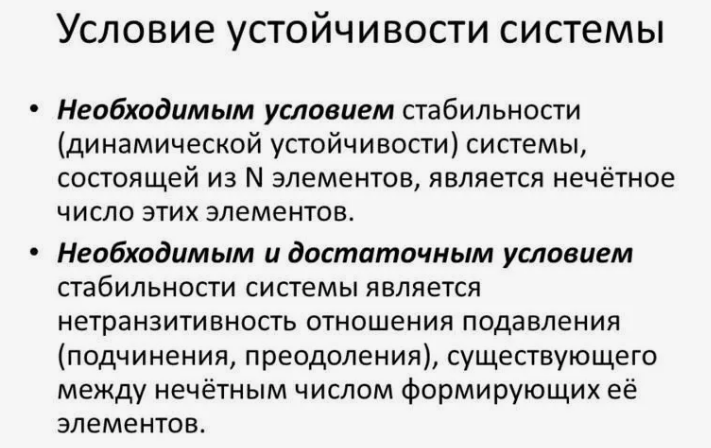 Условие устойчивости системы
• Необходимым условием стабильности
(динамической устойчивости) системы,
состоящей из N элементов, является нечётное
число этих элементов.
• Необходимым и достаточным условием
стабильности системы является
нетранзитивность отношения подавления
(подчинения, преодоления), существующего
между нечётным числом формирующих её
элементов.